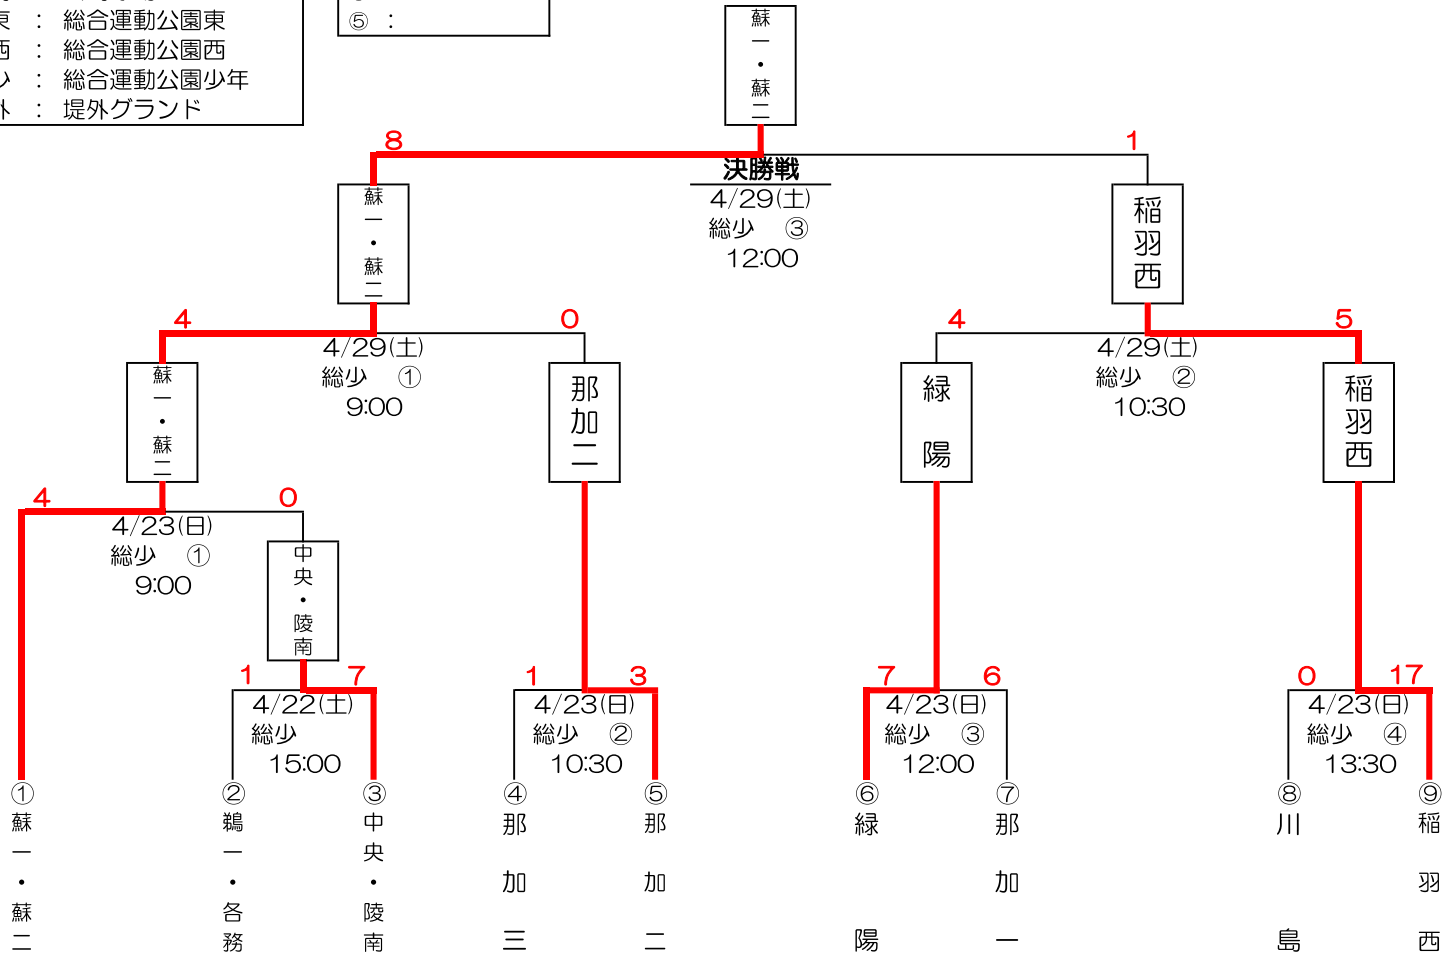 東 : 総合運動公園東
西 : 総合運動公園西
少 : 総合運動公園少年
外 : 堤外グランド
⑤ :
蘇一・蘇二
8
1
決勝戦
4/29(土)
総少 ③
12:00
蘇一・蘇二
稲羽西
4
0
4/29(土)
総少 ①
9:00
4
5
4/29(土)
総少 ②
10:30
蘇一・蘇二
那加二
緑陽
稲羽西
4
0
4/23(日)
総少 ①
9:00
中央・陵南
1
7
4/22(土)
総少
15:00
1
3
4/23(日)
総少 ②
10:30
7
6
4/23(日)
総少 ③
12:00
0
17
4/23(日)
総少 ④
13:30
①蘇一・蘇二
②鵜一・各務
③中央・陵南
④那加三
⑤那加二
⑥緑陽
⑦那加一
⑧川島
⑨稲羽西